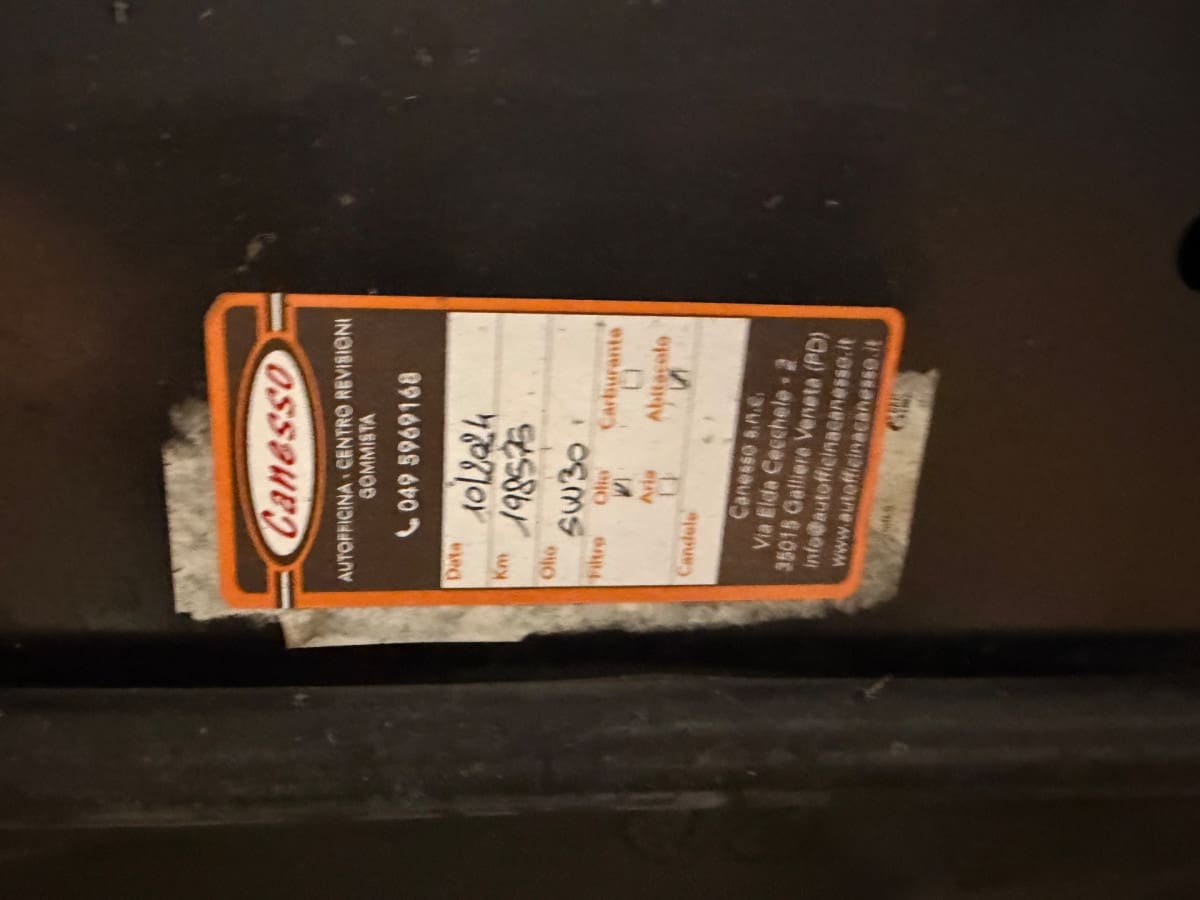 Canesso
AUTOFFICINA · CENTRO REVISIONI
GOMMISTA
049 5969168
Data 10/2024
Km 198575
Olio 5W30
Filtro Olio Carburante
Aria Abitacolo
Candele
Canesso s.n.c.
Via Elda Cecchele · 2
35015 Galliera Veneta (PD)
info@autofficinacanesso.it
www.autofficinacanesso.it